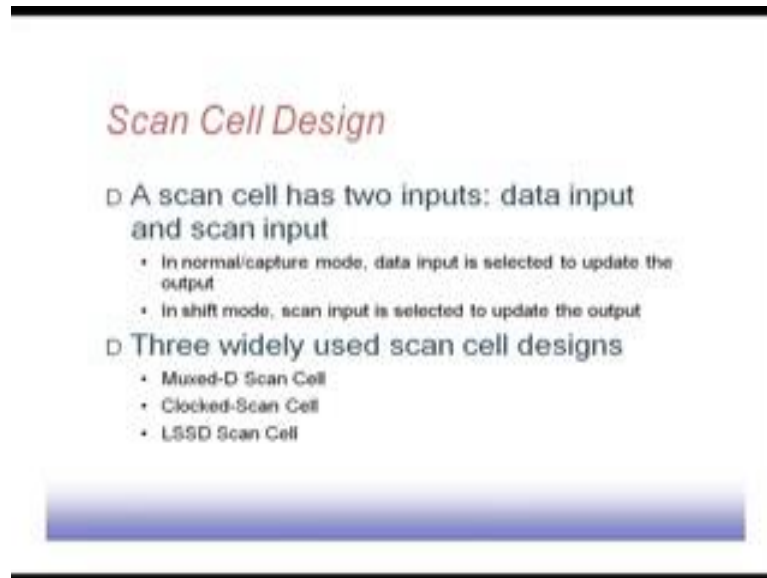 Scan Cell Design
D A scan cell has two inputs: data input
and scan input
• In normal/capture mode, data input is selected to update the
output
• In shift mode, scan input is selected to update the output
D Three widely used scan cell designs
• Muxed-D Scan Cell
• Clocked-Scan Cell
• LSSD Scan Cell